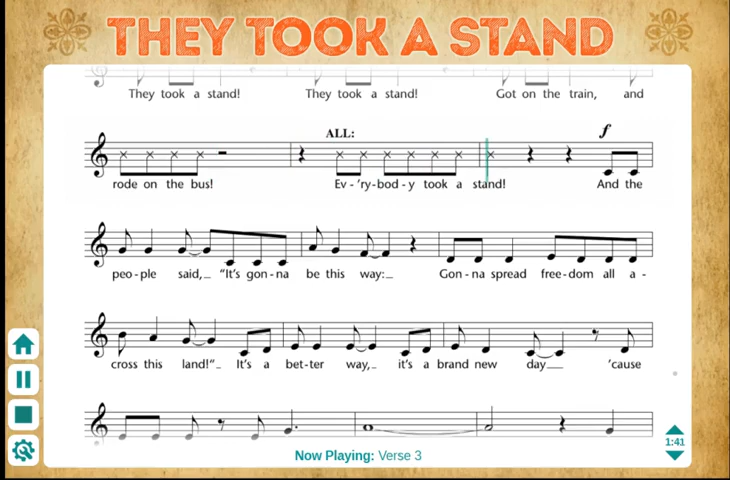 THEY TOOK A STAND
They took a stand! They took a stand! Got on the train, and
ALL: f
rode on the bus! Ev - 'ry-bod - y took a stand! And the
peo - ple said,_ "It's gon - na be this way:_ Gon - na spread free - dom all a -
cross this land!"_ It's a bet - ter way,_ it's a brand new day__ 'cause
1:41
Now Playing: Verse 3